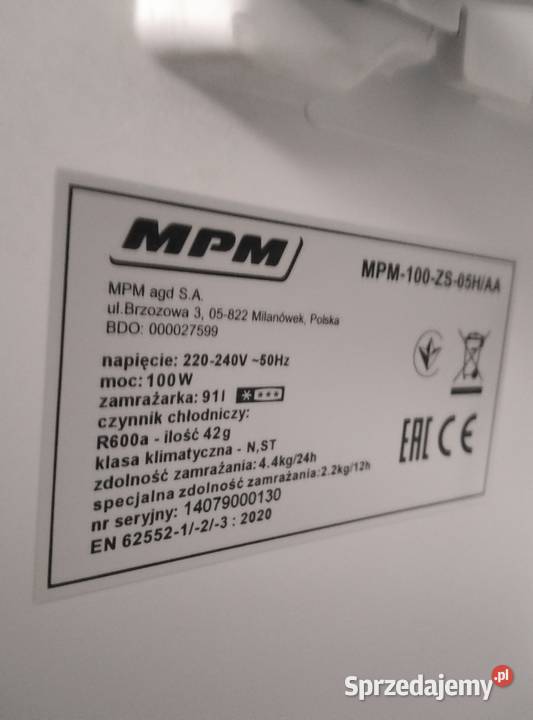 MPM
MPM-100-ZS-05H/AA
MPM agd S.A.
ul.Brzozowa 3, 05-822 Milanówek, Polska
BDO: 000027599
napięcie: 220-240V ~50Hz
moc: 100W
zamrażarka: 91l
czynnik chłodniczy:
R600a - ilość 42g
klasa klimatyczna - N,ST
zdolność zamrażania: 4.4kg/24h
specjalna zdolność zamrażania:2.2kg/12h
nr seryjny: 14079000130
EN 62552-1/-2/-3 : 2020
EAC CE
Sprzedajemy.pl